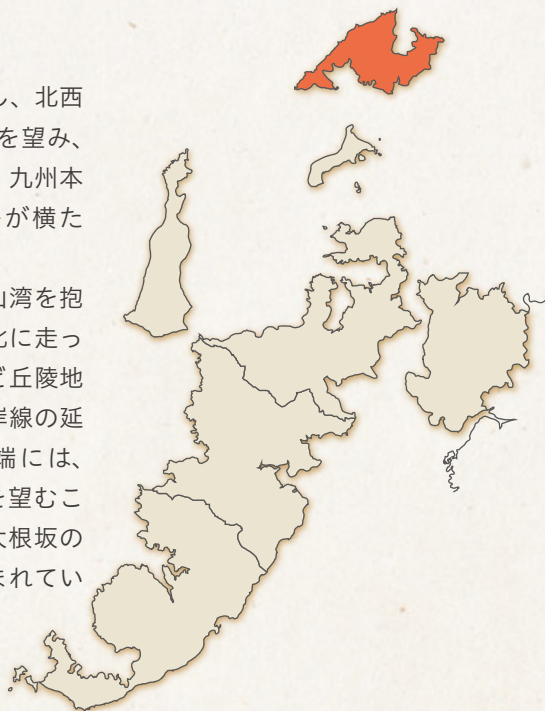 し、北西
を望み、
九州本
が横た
山湾を抱
北に走っ
ビ丘陵地
岸線の延
端には、
を望むこ
大根坂の
まれてい